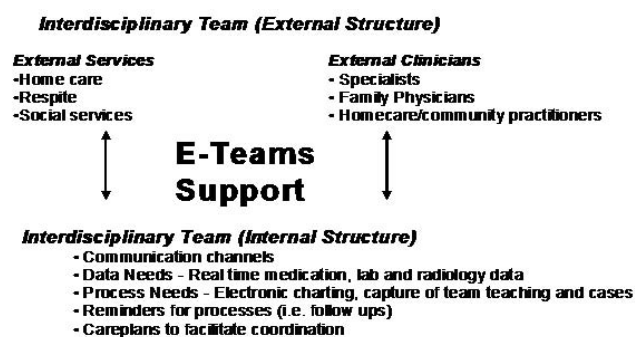 Interdisciplinary Team (External Structure)
External Services
-Home care
-Respite
-Social services
External Clinicians
- Specialists
- Family Physicians
- Homecare/community practitioners
E-Teams
Support
Interdisciplinary Team (Internal Structure)
- Communication channels
- Data Needs - Real time medication, lab and radiology data
- Process Needs - Electronic charting, capture of team teaching and cases
- Reminders for processes (i.e. follow ups)
- Careplans to facilitate coordination